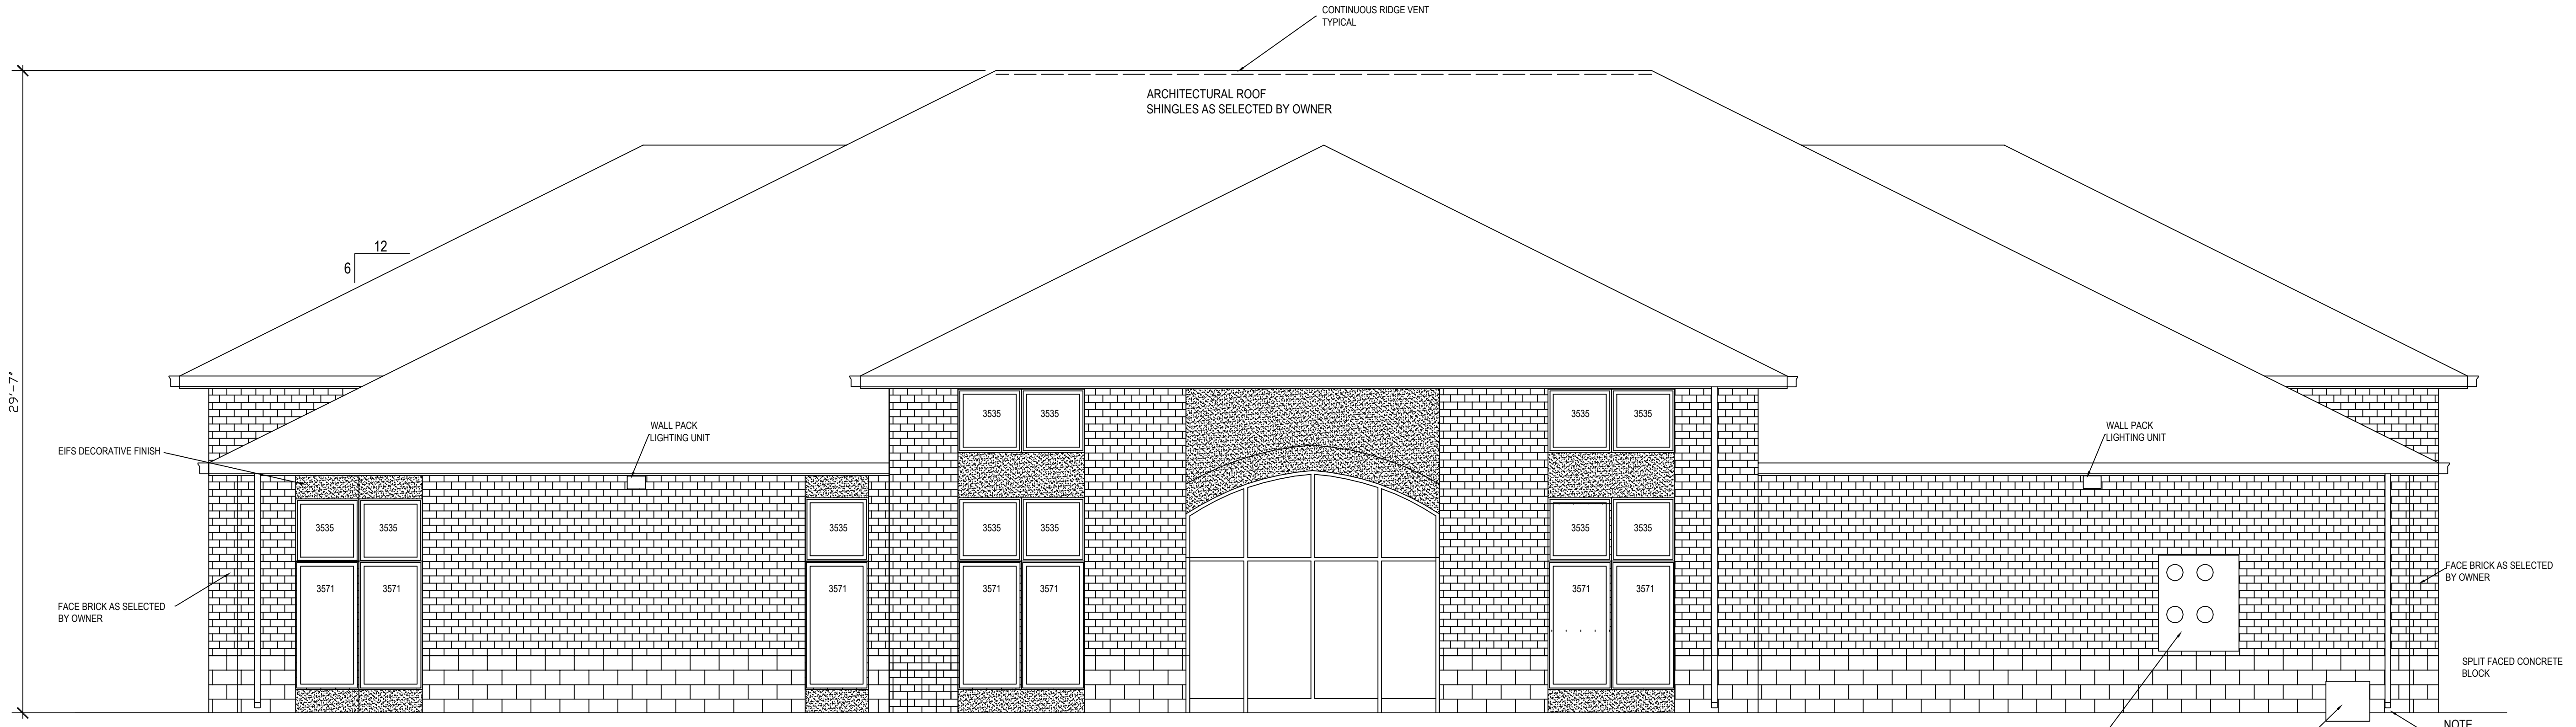 CONTINUOUS RIDGE VENT
TYPICAL
ARCHITECTURAL ROOF
SHINGLES AS SELECTED BY OWNER
12
6
29'-7"
WALL PACK
LIGHTING UNIT
WALL PACK
LIGHTING UNIT
EIFS DECORATIVE FINISH
3535
3535
3535
3535
3535
3535
3535
3535
3535
3535
3535
FACE BRICK AS SELECTED
BY OWNER
3571
3571
3571
3571
3571
3571
3571
FACE BRICK AS SELECTED
BY OWNER
SPLIT FACED CONCRETE
BLOCK
NOTE